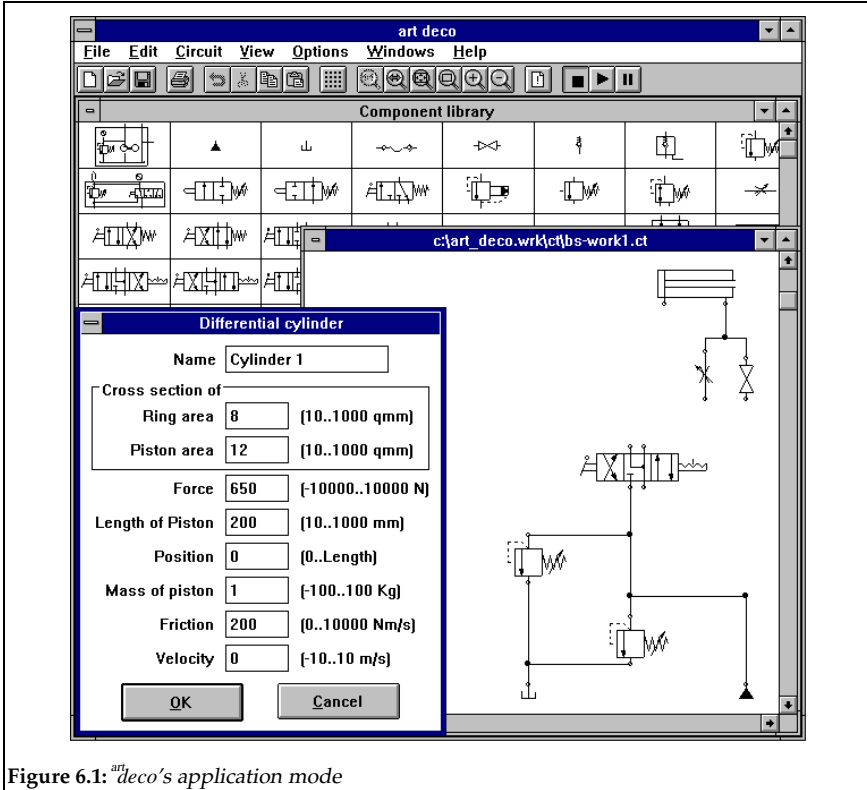 art deco
File Edit Circuit View Options Windows Help
Component library
c:\art_deco.wrk\ct\bs-work1.ct
Differential cylinder
Name Cylinder 1
Cross section of
Ring area 8 (10..1000 qmm)
Piston area 12 (10..1000 qmm)
Force 650 (-10000..10000 N)
Length of Piston 200 (10..1000 mm)
Position 0 (0..Length)
Mass of piston 1 (-100..100 Kg)
Friction 200 (0..10000 Nm/s)
Velocity 0 (-10..10 m/s)
OK Cancel
Figure 6.1: art deco's application mode